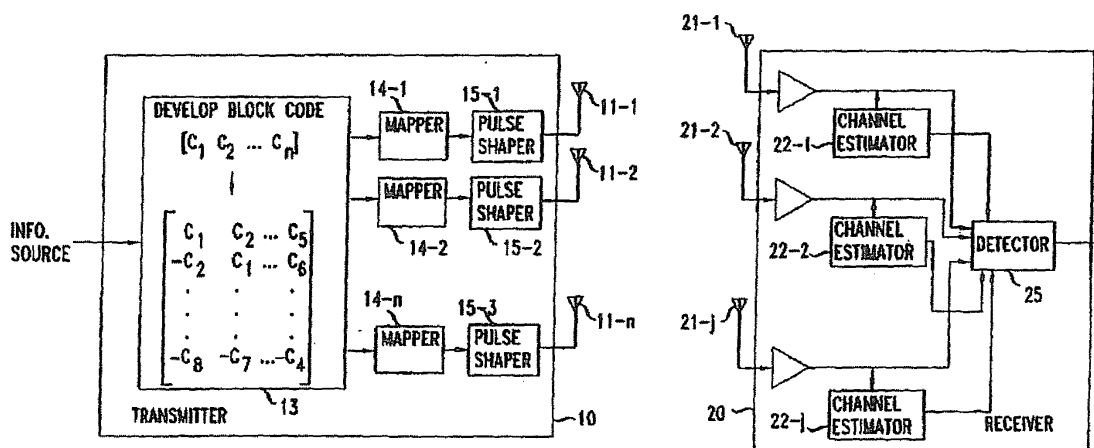 DEVELOP BLOCK CODE
[C1 C2 ... Cn]
C1 C2 ... C5
-C2 C1 ... C6
. . .
. . .
. . .
-C8 -C7 ...-C4
INFO.
SOURCE
13
TRANSMITTER
10
14-1
MAPPER
15-1
PULSE
SHAPER
11-1
MAPPER
14-2
PULSE
SHAPER
15-2
11-2
14-n
MAPPER
15-3
PULSE
SHAPER
11-n
21-1
CHANNEL
ESTIMATOR
22-1
21-2
CHANNEL
ESTIMATOR
22-2
DETECTOR
25
21-j
CHANNEL
ESTIMATOR
22-j
20
RECEIVER